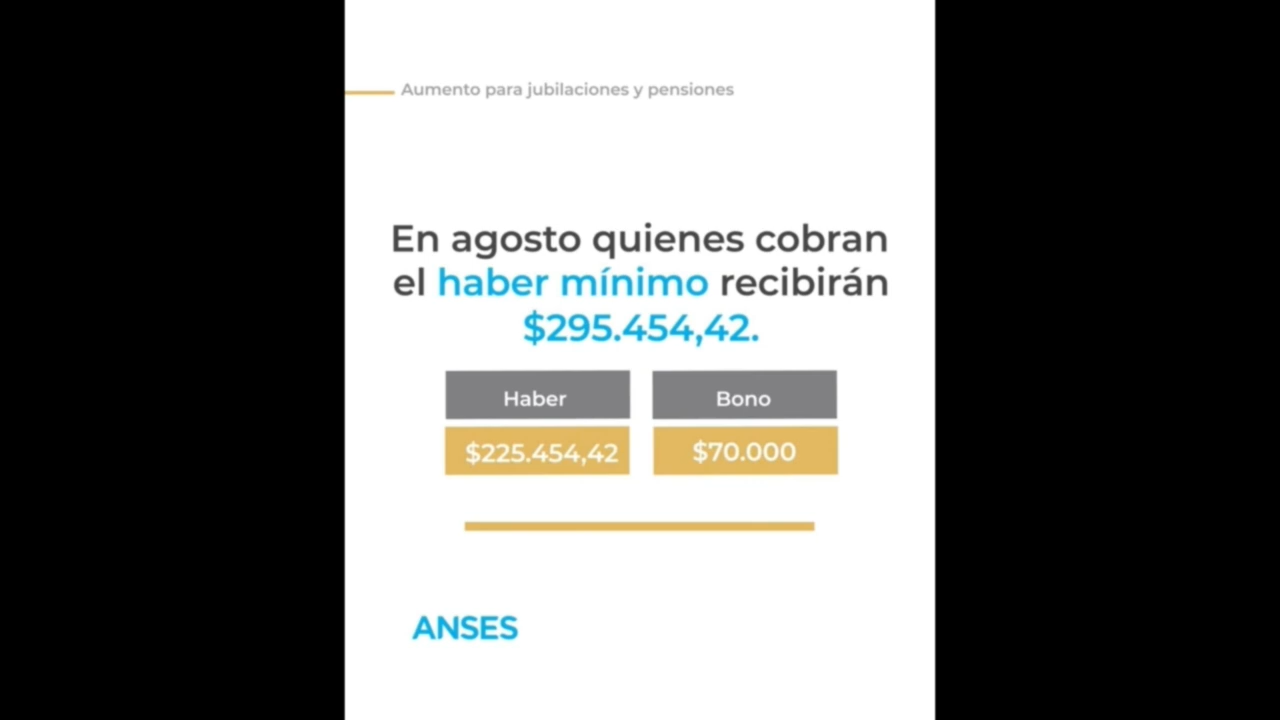 Aumento para jubilaciones y pensiones
En agosto quienes cobran
el haber mínimo recibirán
$295.454,42.
Haber
Bono
$225.454,42
$70.000
ANSES